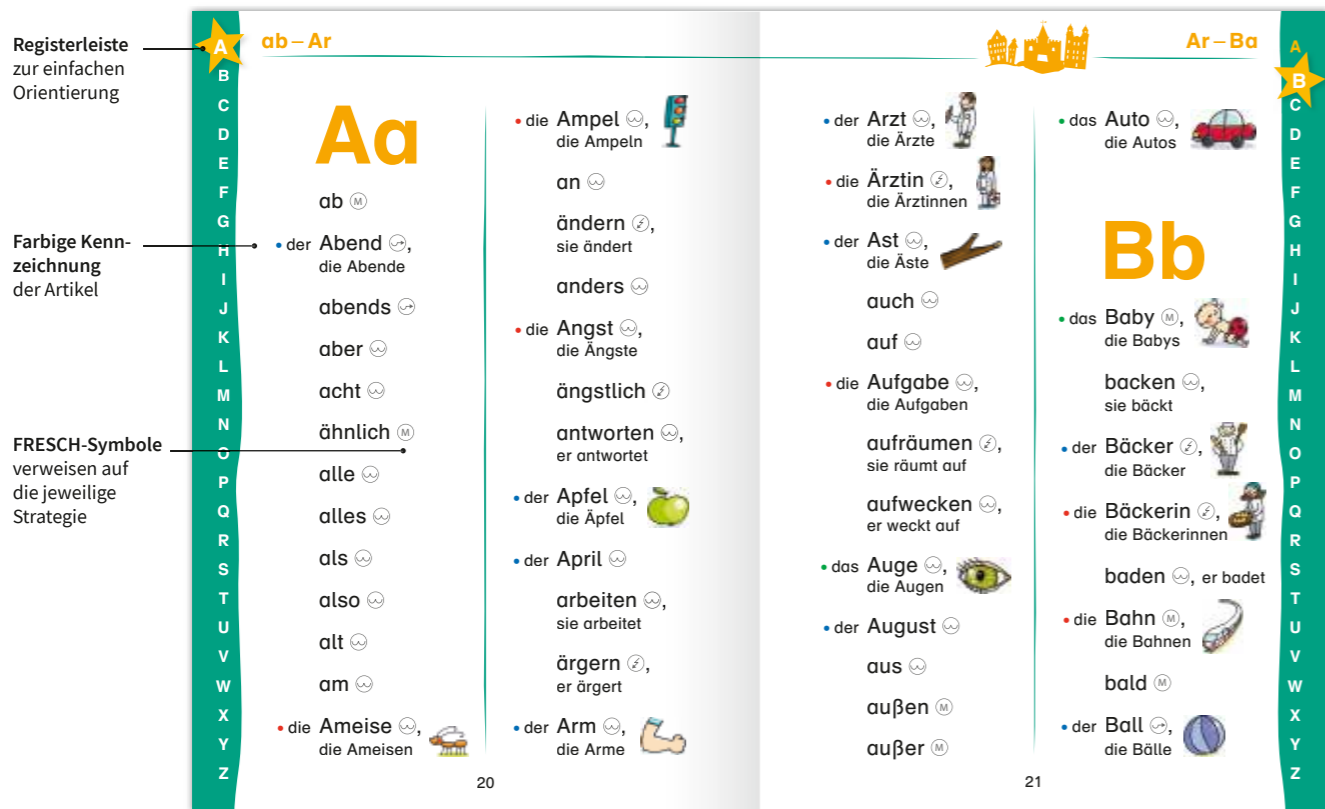 Registerleiste
zur einfachen
Orientierung
Farbige Kenn-
zeichnung
der Artikel
FRESCH-Symbole
verweisen auf
die jeweilige
Strategie
A
B
C
D
E
F
G
H
I
J
K
L
M
N
O
P
Q
R
S
T
U
V
W
X
Y
Z
ab – Ar
Aa
ab M
• der Abend,
die Abende
abends
aber
acht
ähnlich M
alle
alles
als
also
alt
am
• die Ameise,
die Ameisen
• die Ampel,
die Ampeln
an
ändern,
sie ändert
anders
• die Angst,
die Ängste
ängstlich
antworten,
er antwortet
• der Apfel,
die Äpfel
• der April
arbeiten,
sie arbeitet
ärgern,
er ärgert
• der Arm,
die Arme
20
Ar – Ba
• der Arzt,
die Ärzte
• die Ärztin,
die Ärztinnen
• der Ast,
die Äste
auch
auf
• die Aufgabe,
die Aufgaben
aufräumen,
sie räumt auf
aufwecken,
er weckt auf
• das Auge,
die Augen
• der August
aus
außen M
außer M
• das Auto,
die Autos
Bb
• das Baby M,
die Babys
backen,
sie bäckt
• der Bäcker,
die Bäcker
• die Bäckerin,
die Bäckerinnen
baden, er badet
• die Bahn M,
die Bahnen
bald M
• der Ball,
die Bälle
21
A
B
C
D
E
F
G
H
I
J
K
L
M
N
O
P
Q
R
S
T
U
V
W
X
Y
Z